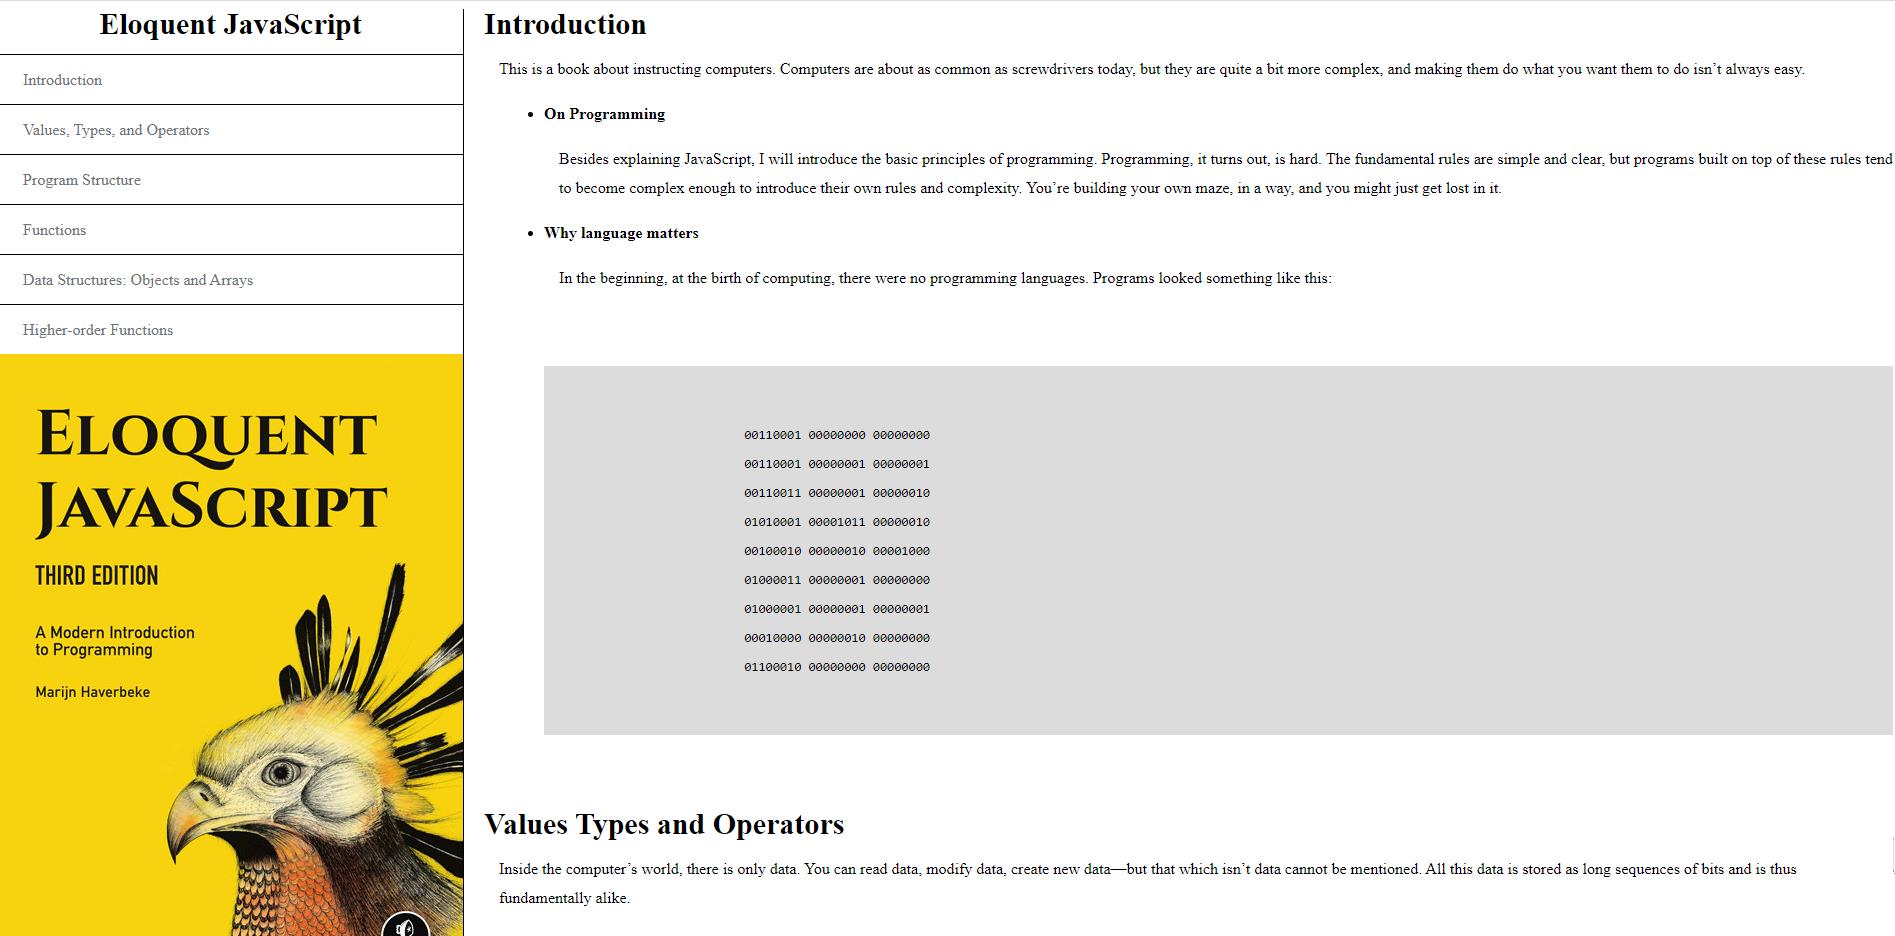 Eloquent JavaScript
Introduction
Values, Types, and Operators
Program Structure
Functions
Data Structures: Objects and Arrays
Higher-order Functions
ELOQUENT
JAVASCRIPT
THIRD EDITION
A Modern Introduction
to Programming
Marijn Haverbeke
Introduction
This is a book about instructing computers. Computers are about as common as screwdrivers today, but they are quite a bit more complex, and making them do what you want them to do isn’t always easy.
• On Programming
Besides explaining JavaScript, I will introduce the basic principles of programming. Programming, it turns out, is hard. The fundamental rules are simple and clear, but programs built on top of these rules tend
to become complex enough to introduce their own rules and complexity. You’re building your own maze, in a way, and you might just get lost in it.
• Why language matters
In the beginning, at the birth of computing, there were no programming languages. Programs looked something like this:
00110001 00000000 00000000
00110001 00000001 00000001
00110011 00000001 00000010
01010001 00001011 00000010
00100010 00000010 00001000
01000011 00000001 00000000
01000001 00000001 00000001
00010000 00000010 00000000
01100010 00000000 00000000
Values Types and Operators
Inside the computer’s world, there is only data. You can read data, modify data, create new data—but that which isn’t data cannot be mentioned. All this data is stored as long sequences of bits and is thus
fundamentally alike.